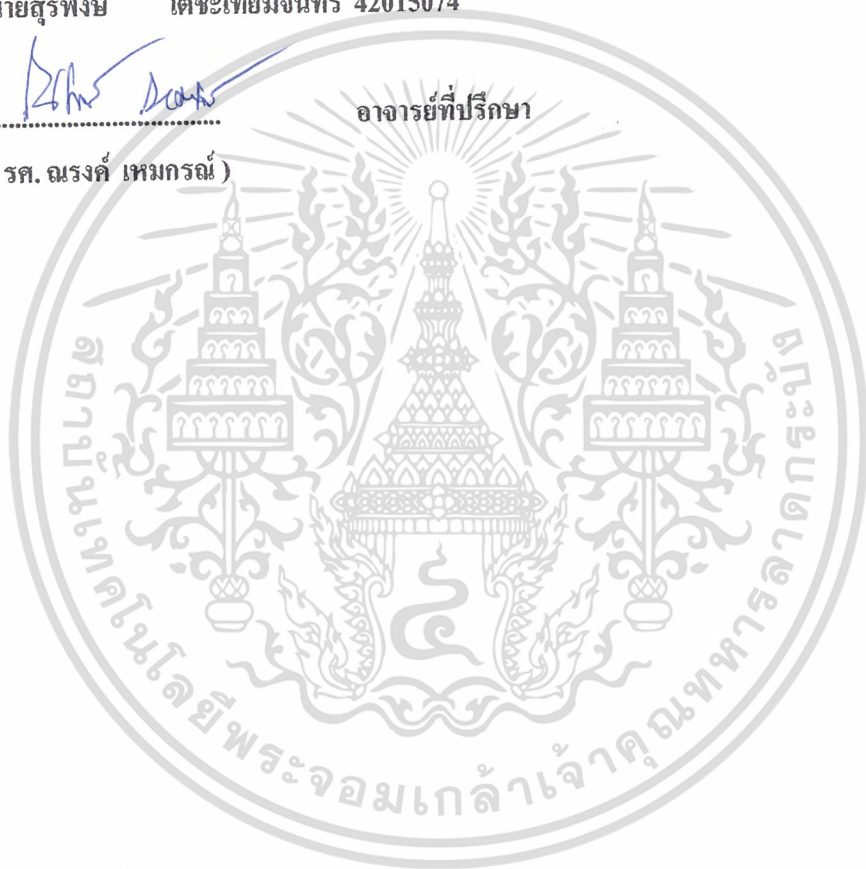 นายสุรพงษ์ เตชะเทียมจันทร์ 42015074
อาจารย์ที่ปรึกษา
รศ. ณรงค์ เหมกรณ์ )
สถาบันเทคโนโลยีพระจอมเกล้าเจ้าคุณทหารลาดกระบัง
๔